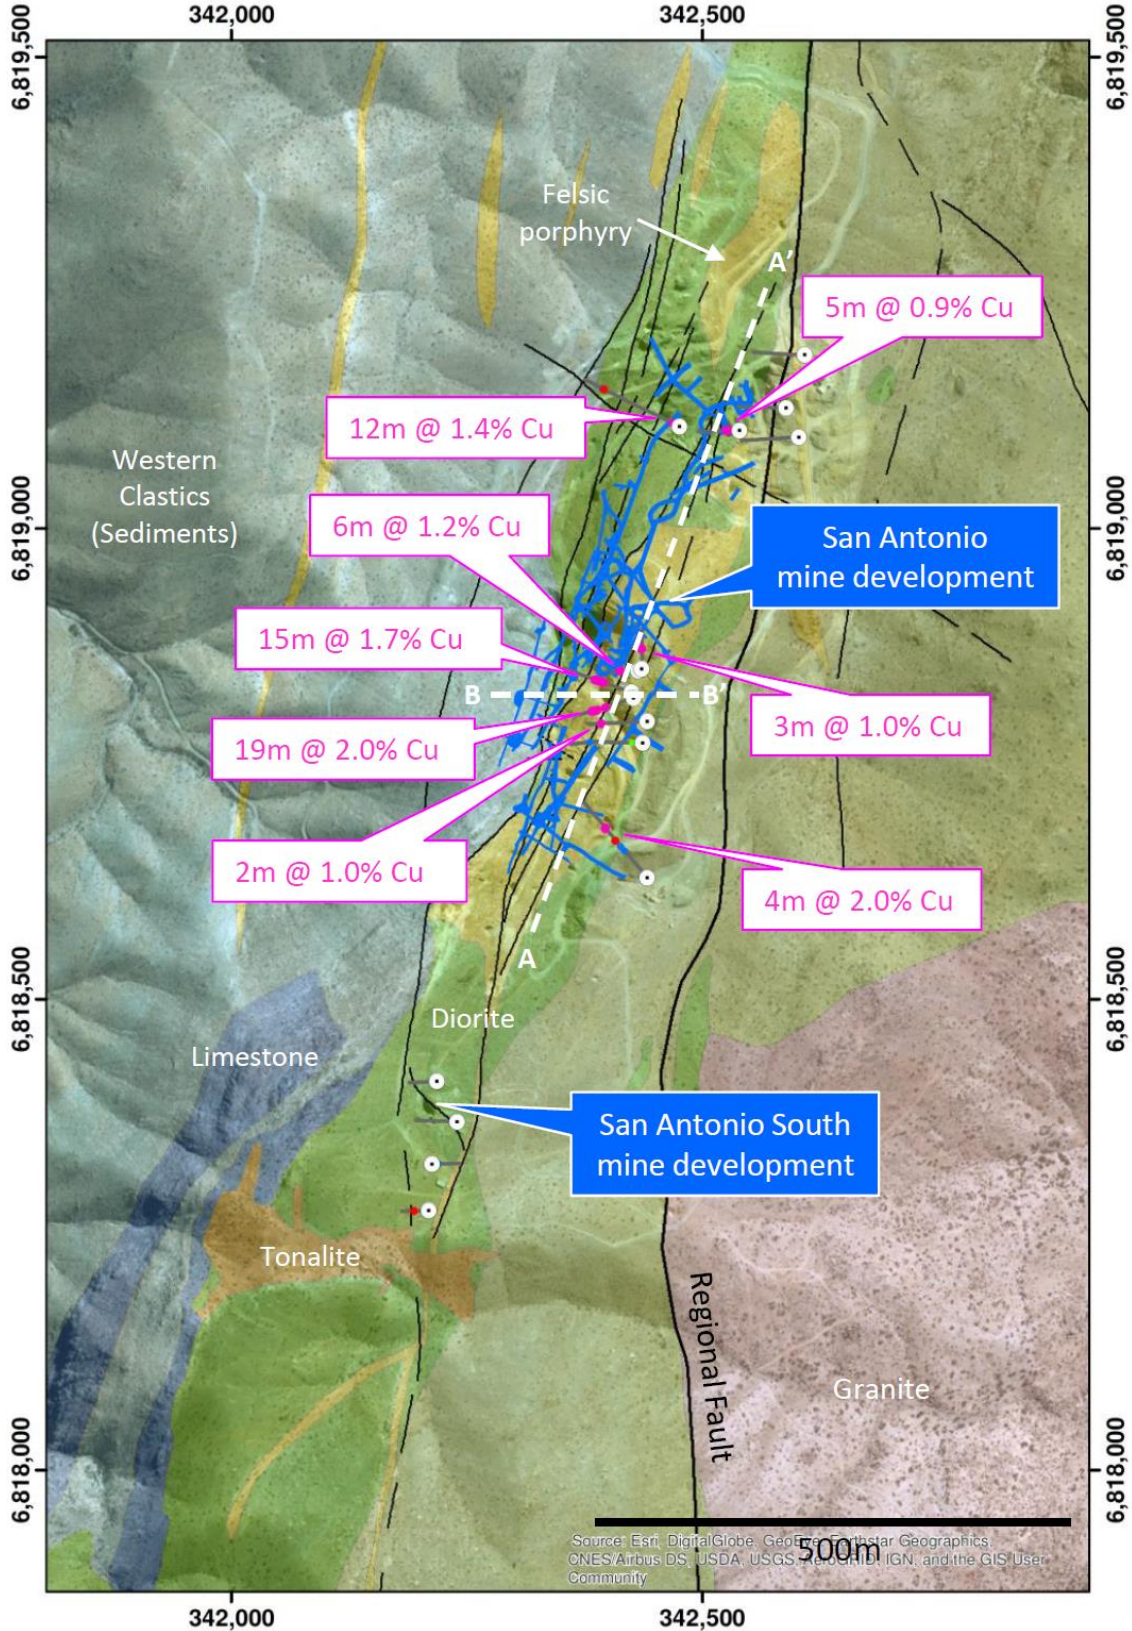 342,000
342,500
6,819,500
6,819,500
Felsic
porphyry
A’
5m @ 0.9% Cu
12m @ 1.4% Cu
Western
Clastics
(Sediments)
6m @ 1.2% Cu
6,819,000
6,819,000
San Antonio
mine development
15m @ 1.7% Cu
B
B’
19m @ 2.0% Cu
3m @ 1.0% Cu
2m @ 1.0% Cu
4m @ 2.0% Cu
A
6,818,500
6,818,500
Diorite
Limestone
San Antonio South
mine development
Tonalite
Regional Fault
Granite
6,818,000
6,818,000
500m
Source: Esri, DigitalGlobe, GeoEye, Earthstar Geographics,
CNES/Airbus DS, USDA, USGS, AeroGRID, IGN, and the GIS User
Community
342,000
342,500